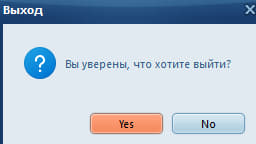 Выход
Вы уверены, что хотите выйти?
Yes
No